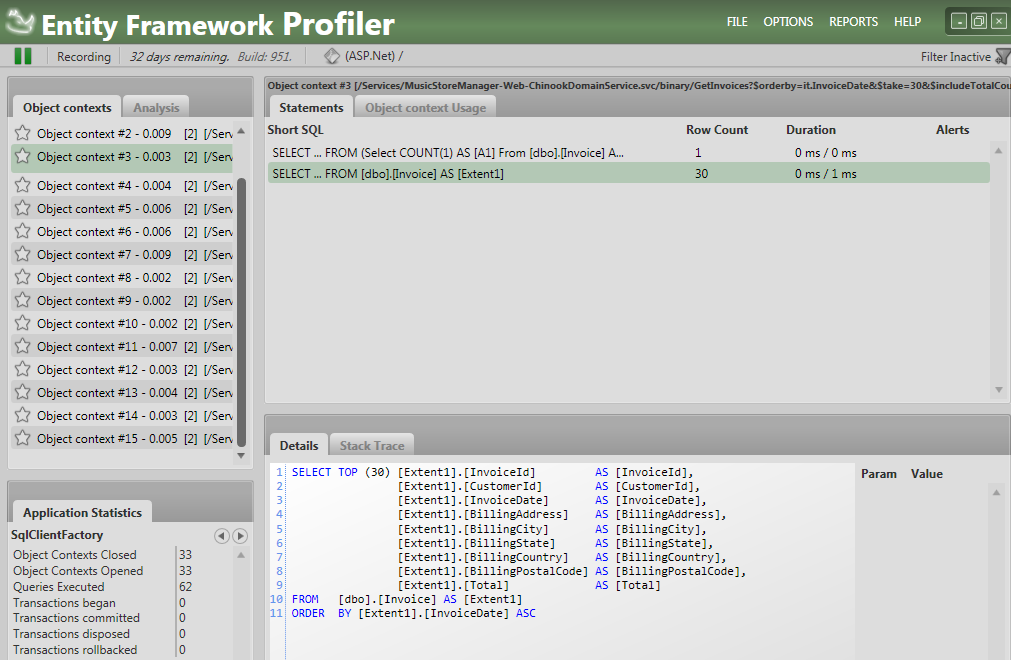 Entity Framework Profiler
FILE OPTIONS REPORTS HELP
Recording 32 days remaining. Build: 951. (ASP.Net) / Filter Inactive
Object contexts Analysis
Object context #2 - 0.009 [2] [/Serv
Object context #3 - 0.003 [2] [/Serv
Object context #4 - 0.004 [2] [/Serv
Object context #5 - 0.006 [2] [/Serv
Object context #6 - 0.006 [2] [/Serv
Object context #7 - 0.009 [2] [/Serv
Object context #8 - 0.002 [2] [/Serv
Object context #9 - 0.002 [2] [/Serv
Object context #10 - 0.002 [2] [/Serv
Object context #11 - 0.007 [2] [/Serv
Object context #12 - 0.003 [2] [/Serv
Object context #13 - 0.004 [2] [/Serv
Object context #14 - 0.003 [2] [/Serv
Object context #15 - 0.005 [2] [/Serv
Application Statistics
SqlClientFactory
Object Contexts Closed 33
Object Contexts Opened 33
Queries Executed 62
Transactions began 0
Transactions committed 0
Transactions disposed 0
Transactions rollbacked 0
Object context #3 [/Services/MusicStoreManager-Web-ChinookDomainService.svc/binary/GetInvoices?$orderby=it.InvoiceDate&$take=30&$includeTotalCou
Statements Object context Usage
Short SQL Row Count Duration Alerts
SELECT ... FROM (Select COUNT(1) AS [A1] From [dbo].[Invoice] A... 1 0 ms / 0 ms
SELECT ... FROM [dbo].[Invoice] AS [Extent1] 30 0 ms / 1 ms
Details Stack Trace
Param Value
1 SELECT TOP (30) [Extent1].[InvoiceId] AS [InvoiceId],
2 [Extent1].[CustomerId] AS [CustomerId],
3 [Extent1].[InvoiceDate] AS [InvoiceDate],
4 [Extent1].[BillingAddress] AS [BillingAddress],
5 [Extent1].[BillingCity] AS [BillingCity],
6 [Extent1].[BillingState] AS [BillingState],
7 [Extent1].[BillingCountry] AS [BillingCountry],
8 [Extent1].[BillingPostalCode] AS [BillingPostalCode],
9 [Extent1].[Total] AS [Total]
10 FROM [dbo].[Invoice] AS [Extent1]
11 ORDER BY [Extent1].[InvoiceDate] ASC